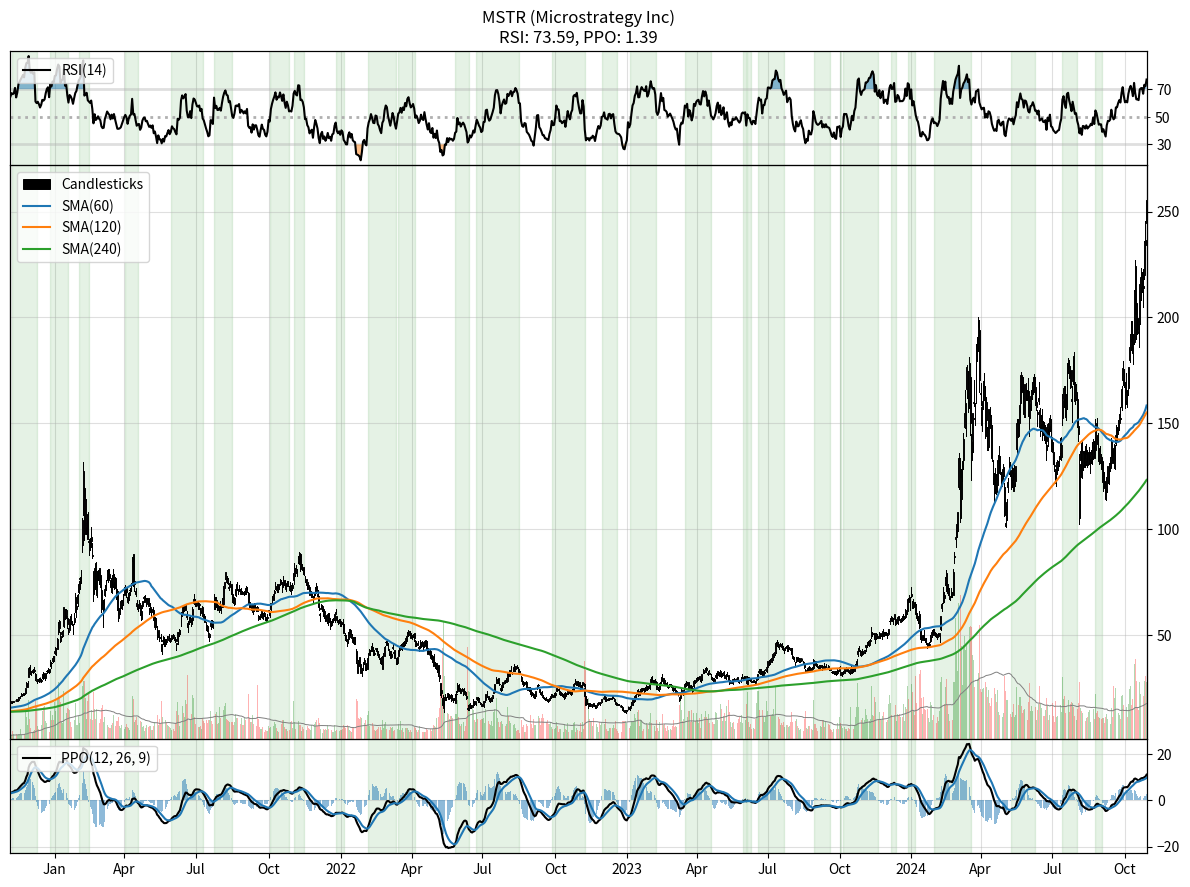 MSTR (Microstrategy Inc)
RSI: 73.59, PPO: 1.39
RSI(14)
70
50
30
Candlesticks
SMA(60)
SMA(120)
SMA(240)
250
200
150
100
50
PPO(12, 26, 9)
20
0
−20
Jan Apr Jul Oct 2022 Apr Jul Oct 2023 Apr Jul Oct 2024 Apr Jul Oct